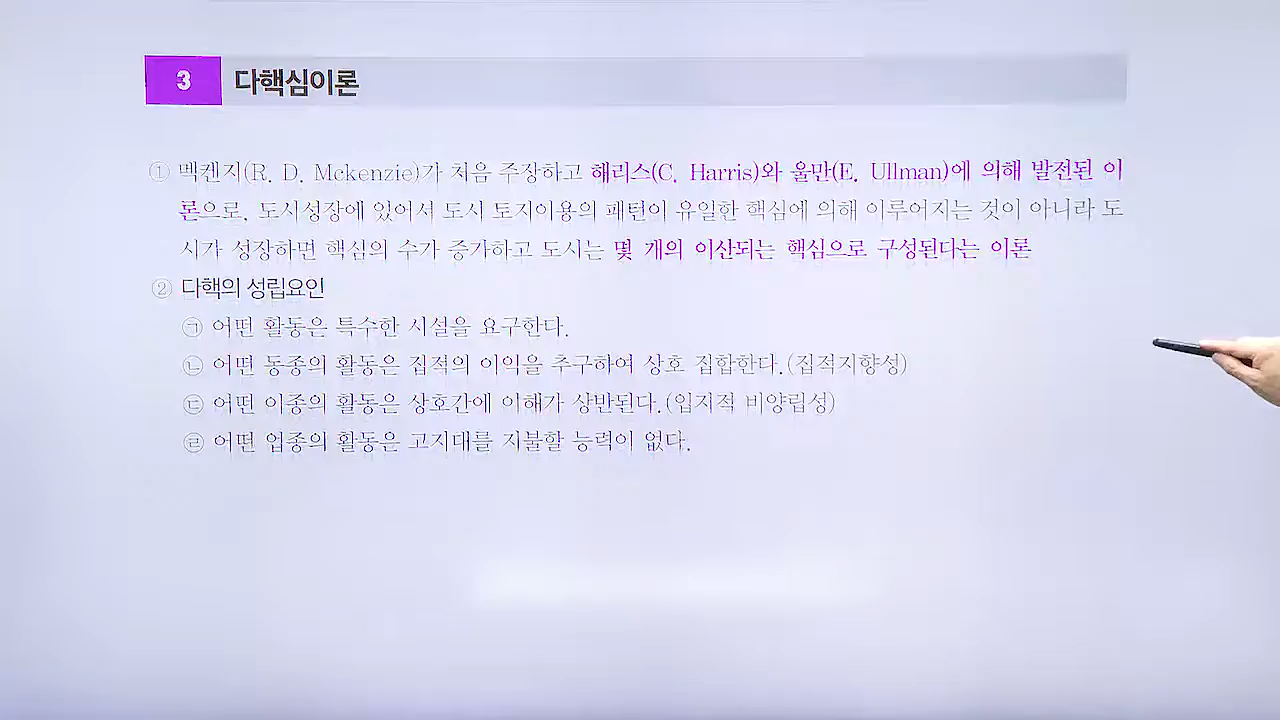 3 다핵심이론
① 맥켄지(R. D. Mckenzie)가 처음 주장하고 해리스(C. Harris)와 울만(E. Ullman)에 의해 발전된 이
론으로, 도시성장에 있어서 도시 토지이용의 패턴이 유일한 핵심에 의해 이루어지는 것이 아니라 도
시가 성장하면 핵심의 수가 증가하고 도시는 몇 개의 이산되는 핵심으로 구성된다는 이론
② 다핵의 성립요인
㉠ 어떤 활동은 특수한 시설을 요구한다.
㉡ 어떤 동종의 활동은 집적의 이익을 추구하여 상호 집합한다.(집적지향성)
㉢ 어떤 이종의 활동은 상호간에 이해가 상반된다.(입지적 비양립성)
㉣ 어떤 업종의 활동은 고지대를 지불할 능력이 없다.